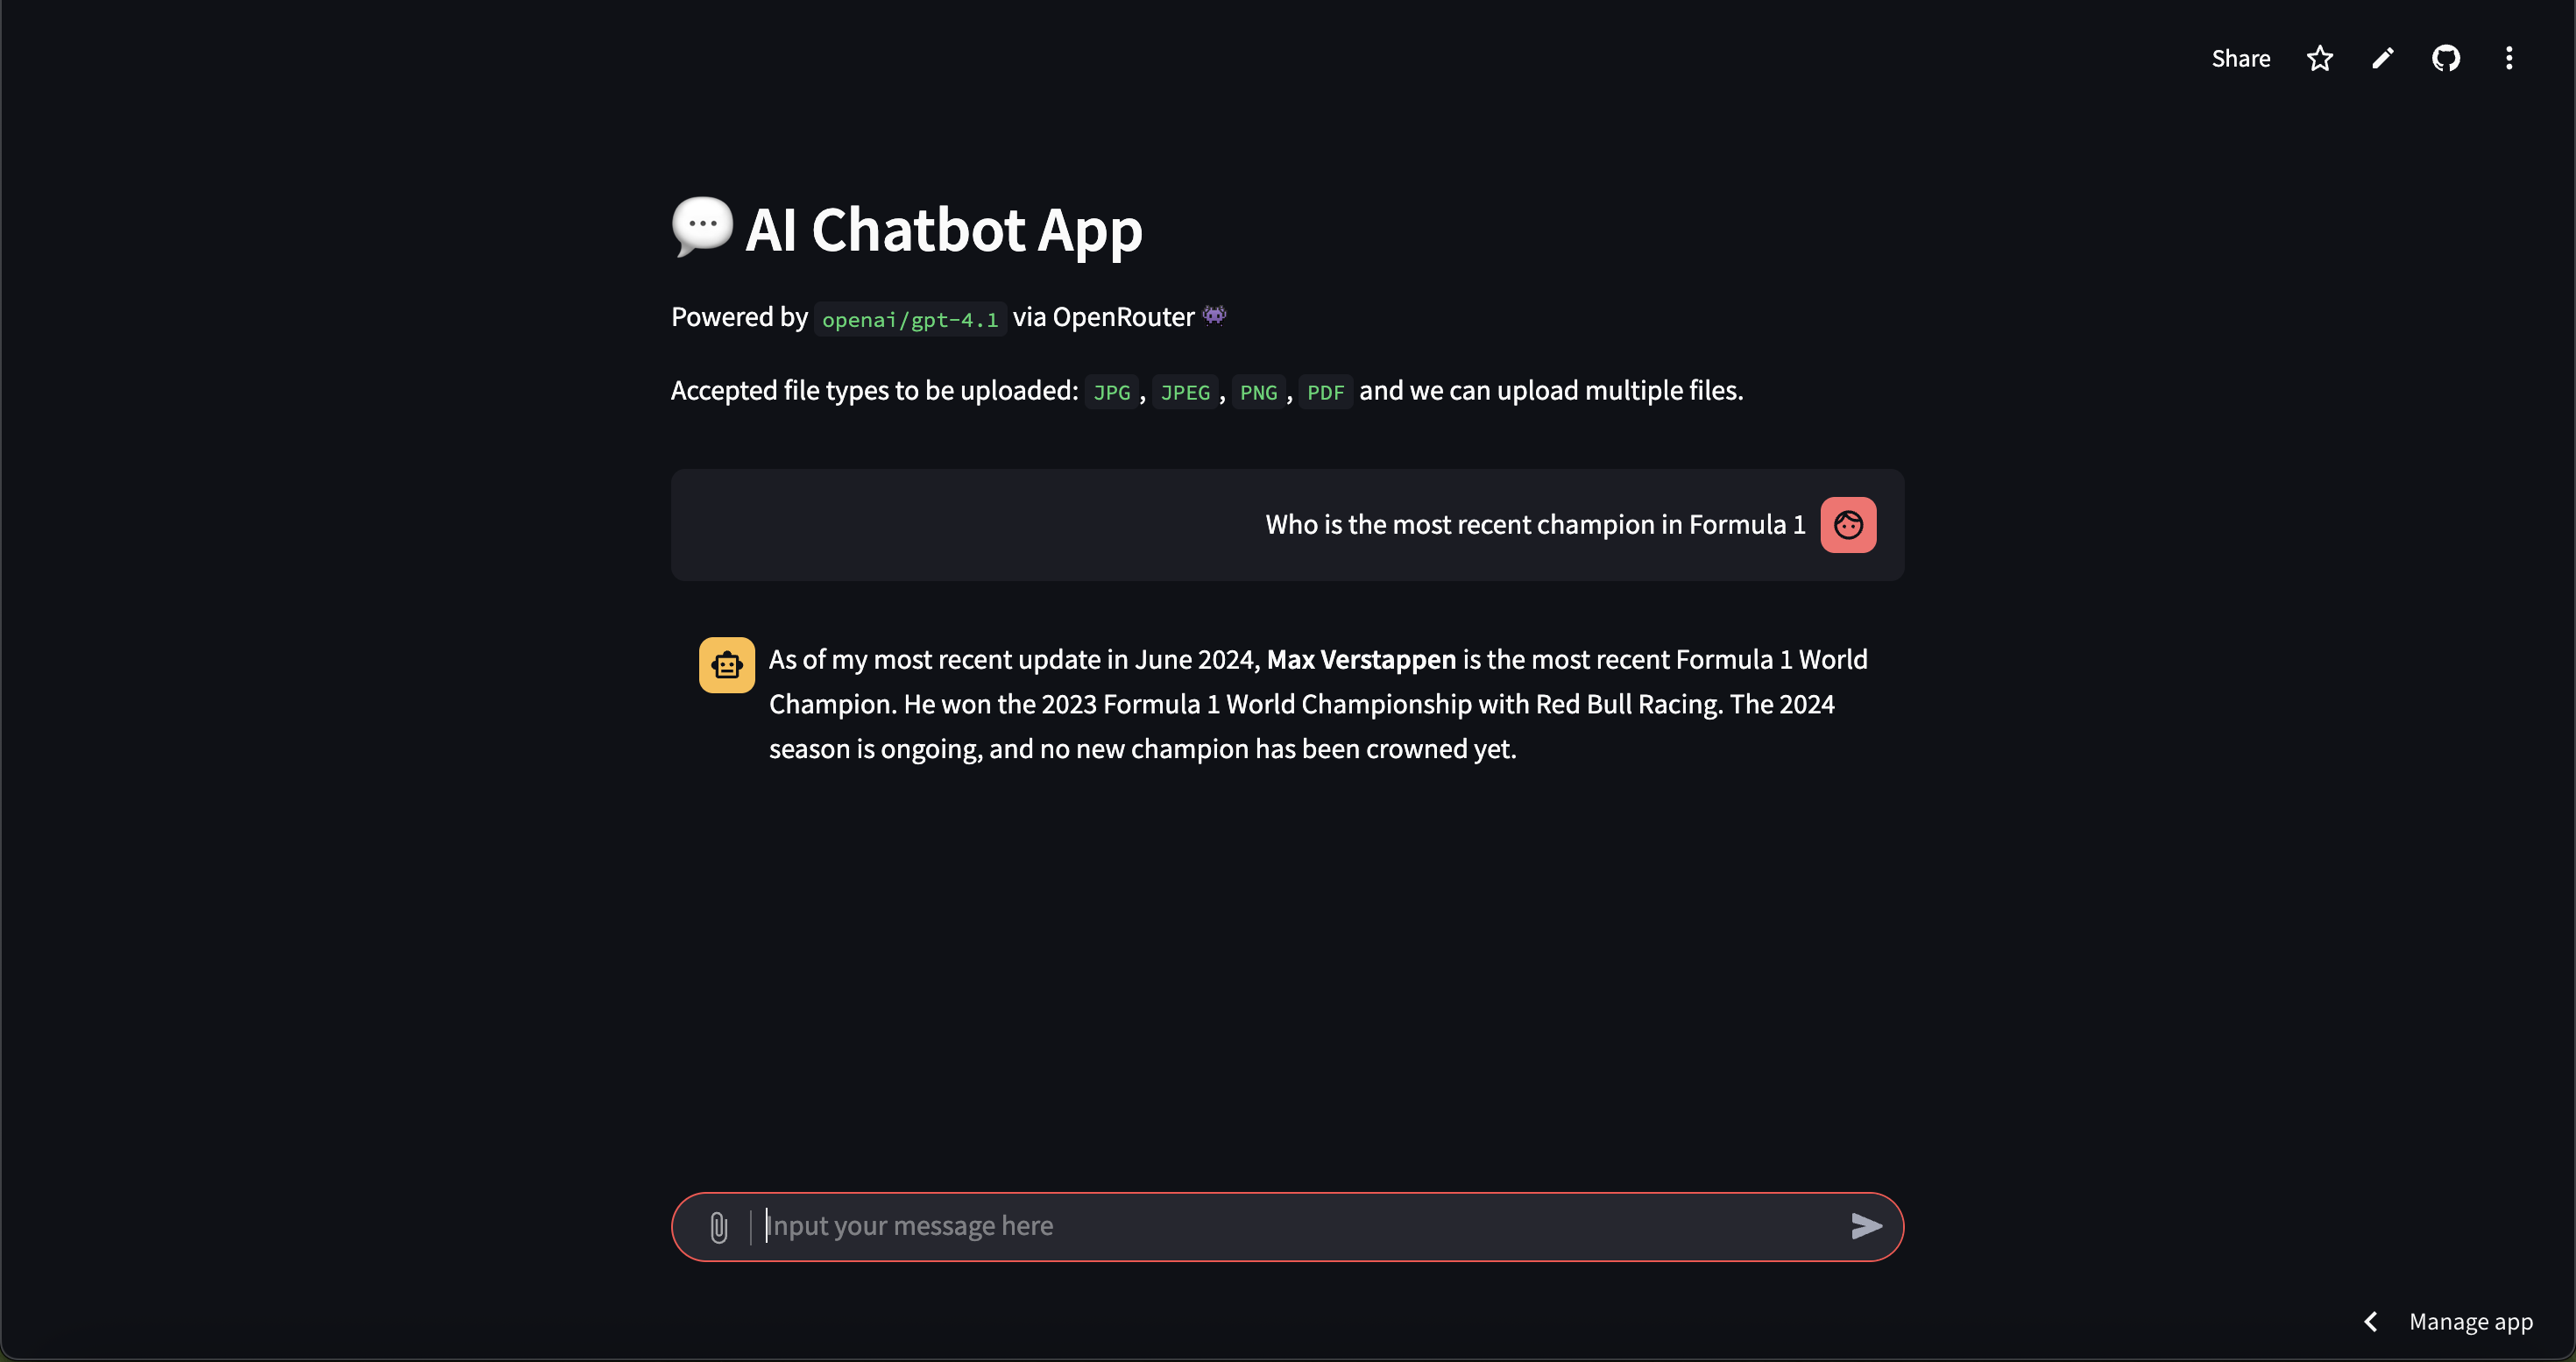 Share
💬 AI Chatbot App
Powered by openai/gpt-4.1 via OpenRouter 👾
Accepted file types to be uploaded: JPG, JPEG, PNG, PDF and we can upload multiple files.
Who is the most recent champion in Formula 1
As of my most recent update in June 2024, Max Verstappen is the most recent Formula 1 World
Champion. He won the 2023 Formula 1 World Championship with Red Bull Racing. The 2024
season is ongoing, and no new champion has been crowned yet.
Input your message here
Manage app